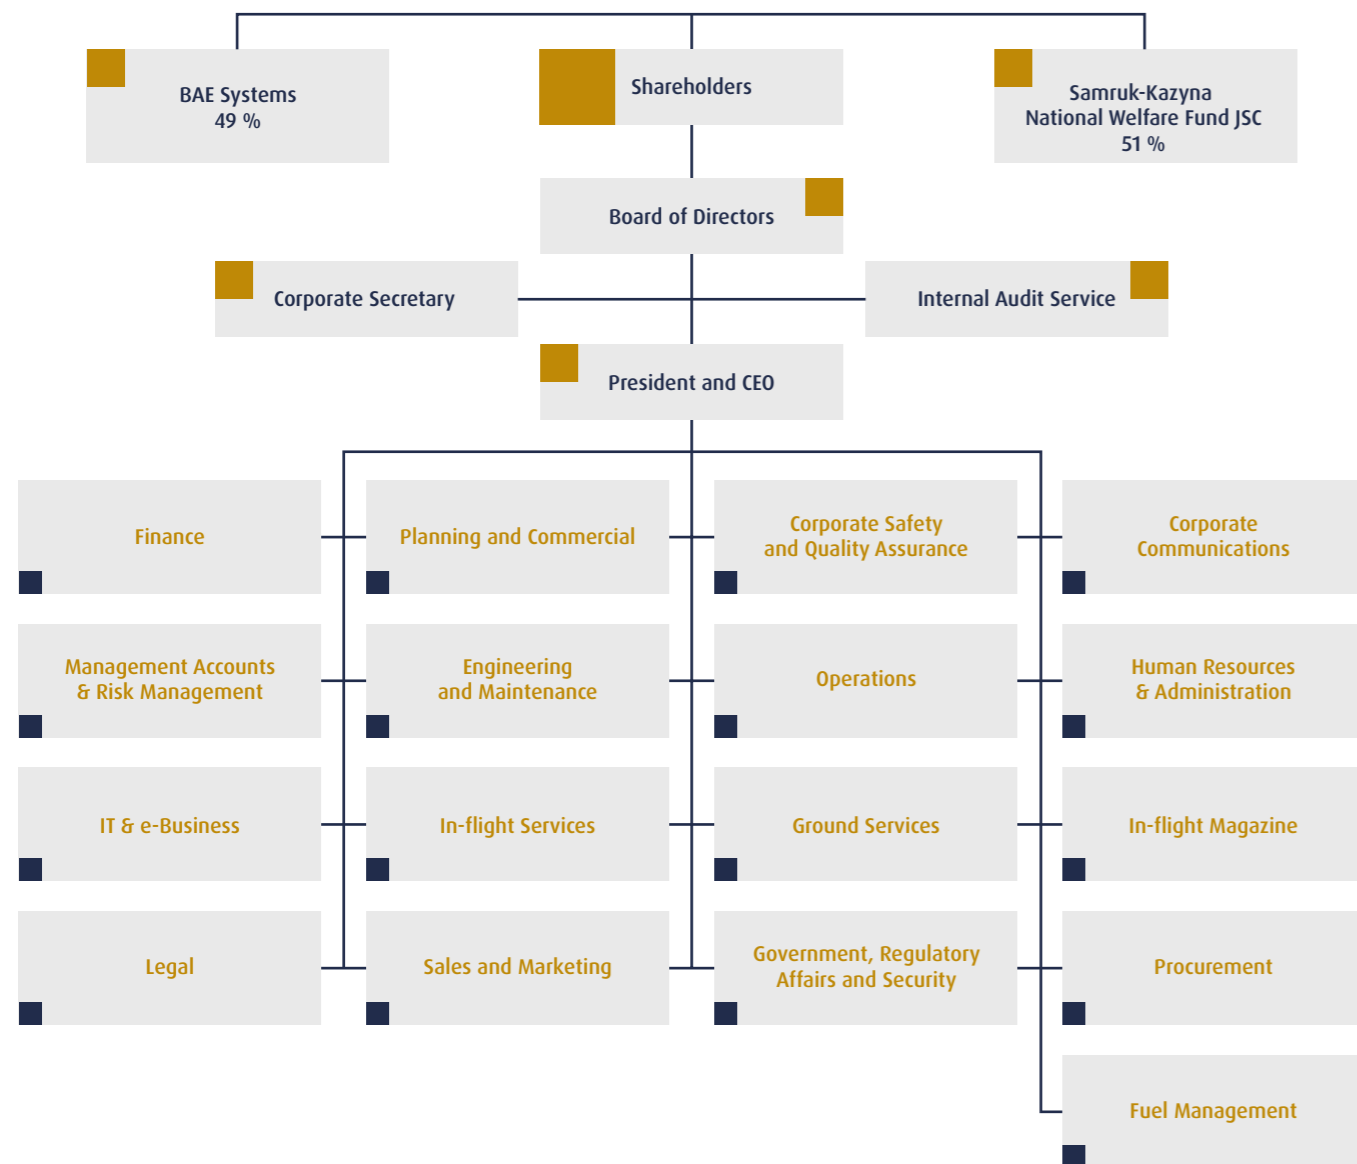 BAE Systems
49 %
Shareholders
Samruk-Kazyna
National Welfare Fund JSC
51 %
Board of Directors
Corporate Secretary
Internal Audit Service
President and CEO
Finance
Planning and Commercial
Corporate Safety
and Quality Assurance
Corporate
Communications
Management Accounts
& Risk Management
Engineering
and Maintenance
Operations
Human Resources
& Administration
IT & e-Business
In-flight Services
Ground Services
In-flight Magazine
Legal
Sales and Marketing
Government, Regulatory
Affairs and Security
Procurement
Fuel Management